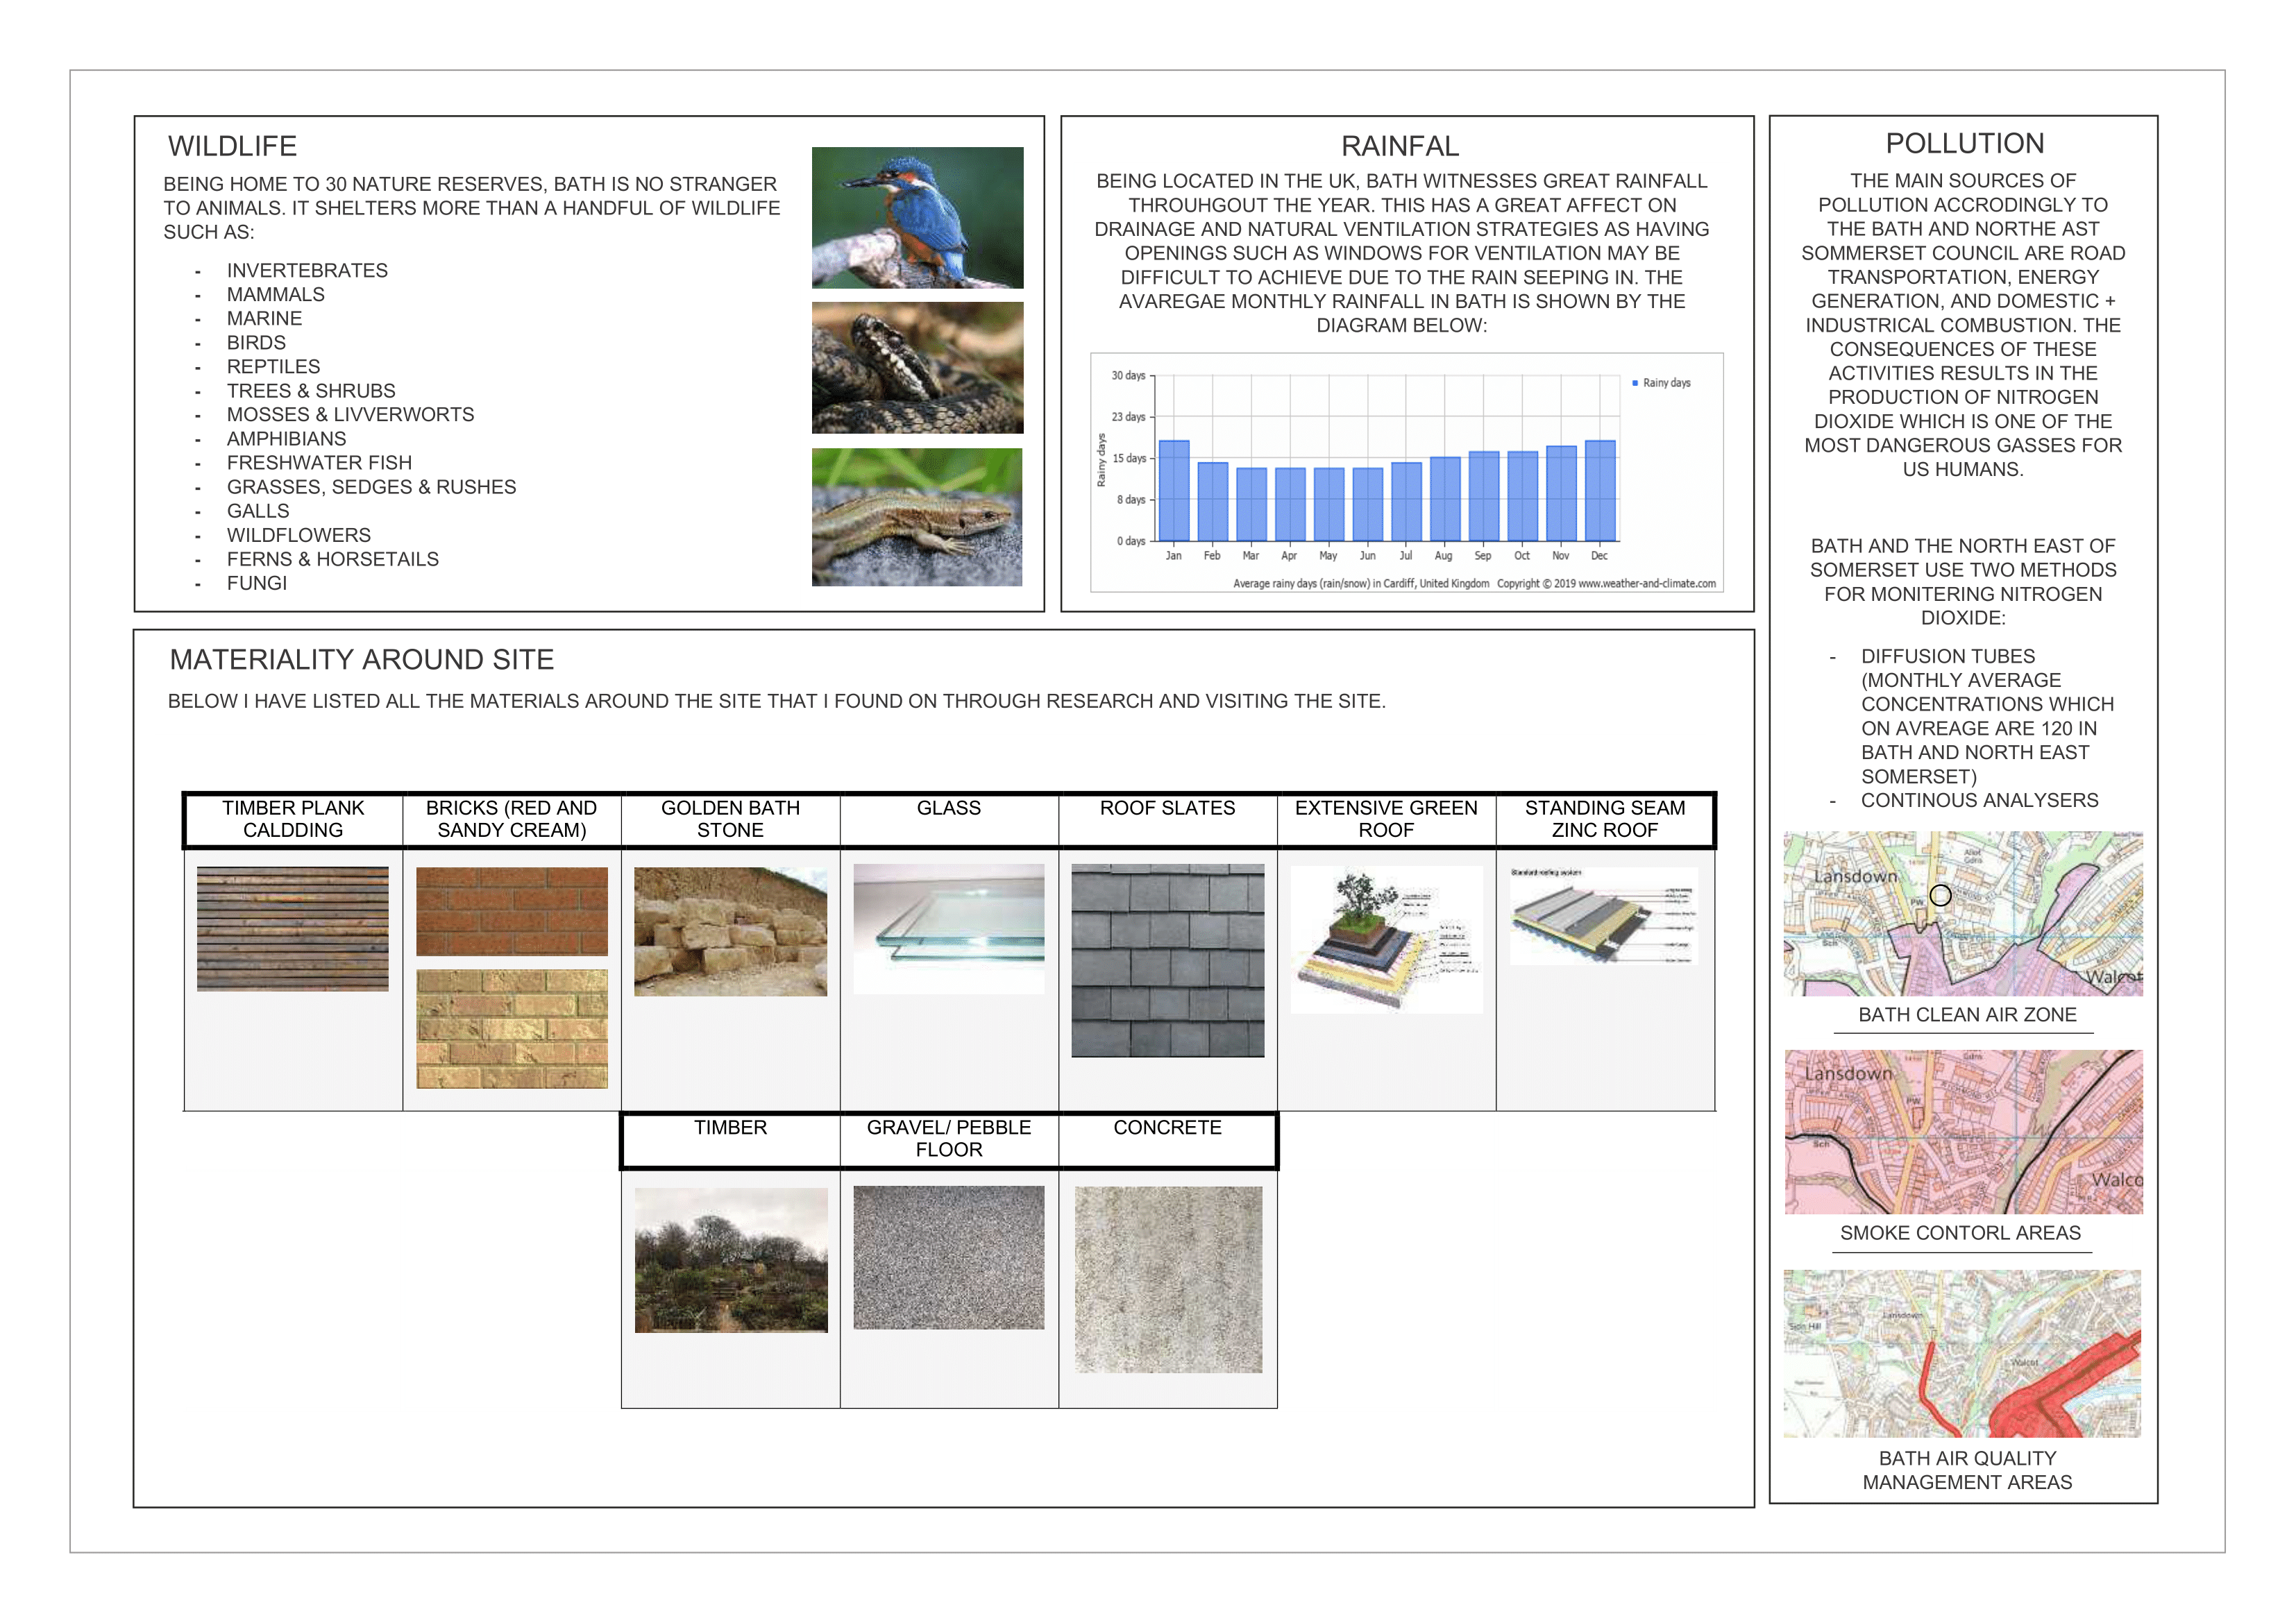 WILDLIFE
BEING HOME TO 30 NATURE RESERVES, BATH IS NO STRANGER
TO ANIMALS. IT SHELTERS MORE THAN A HANDFUL OF WILDLIFE
SUCH AS:
- INVERTEBRATES
- MAMMALS
- MARINE
- BIRDS
- REPTILES
- TREES & SHRUBS
- MOSSES & LIVVERWORTS
- AMPHIBIANS
- FRESHWATER FISH
- GRASSES, SEDGES & RUSHES
- GALLS
- WILDFLOWERS
- FERNS & HORSETAILS
- FUNGI
RAINFAL
BEING LOCATED IN THE UK, BATH WITNESSES GREAT RAINFALL
THROUHGOUT THE YEAR. THIS HAS A GREAT AFFECT ON
DRAINAGE AND NATURAL VENTILATION STRATEGIES AS HAVING
OPENINGS SUCH AS WINDOWS FOR VENTILATION MAY BE
DIFFICULT TO ACHIEVE DUE TO THE RAIN SEEPING IN. THE
AVAREGAE MONTHLY RAINFALL IN BATH IS SHOWN BY THE
DIAGRAM BELOW:
30 days
23 days
15 days
8 days
0 days
Rainy days
Rainy days
Jan Feb Mar Apr May Jun Jul Aug Sep Oct Nov Dec
Average rainy days (rain/snow) in Cardiff, United Kingdom Copyright © 2019 www.weather-and-climate.com
POLLUTION
THE MAIN SOURCES OF
POLLUTION ACCRODINGLY TO
THE BATH AND NORTHE AST
SOMMERSET COUNCIL ARE ROAD
TRANSPORTATION, ENERGY
GENERATION, AND DOMESTIC +
INDUSTRICAL COMBUSTION. THE
CONSEQUENCES OF THESE
ACTIVITIES RESULTS IN THE
PRODUCTION OF NITROGEN
DIOXIDE WHICH IS ONE OF THE
MOST DANGEROUS GASSES FOR
US HUMANS.
BATH AND THE NORTH EAST OF
SOMERSET USE TWO METHODS
FOR MONITERING NITROGEN
DIOXIDE:
- DIFFUSION TUBES
(MONTHLY AVERAGE
CONCENTRATIONS WHICH
ON AVREAGE ARE 120 IN
BATH AND NORTH EAST
SOMERSET)
- CONTINOUS ANALYSERS
Lansdown
PW
Sch
Walcot
BATH CLEAN AIR ZONE
Lansdown
PW
Sch
Walco
SMOKE CONTORL AREAS
Sion Hill
Lansdown
Walcot
BATH AIR QUALITY
MANAGEMENT AREAS
MATERIALITY AROUND SITE
BELOW I HAVE LISTED ALL THE MATERIALS AROUND THE SITE THAT I FOUND ON THROUGH RESEARCH AND VISITING THE SITE.
TIMBER PLANK
CALDDING
BRICKS (RED AND
SANDY CREAM)
GOLDEN BATH
STONE
GLASS
ROOF SLATES
EXTENSIVE GREEN
ROOF
STANDING SEAM
ZINC ROOF
Standard roofing system
TIMBER
GRAVEL/ PEBBLE
FLOOR
CONCRETE